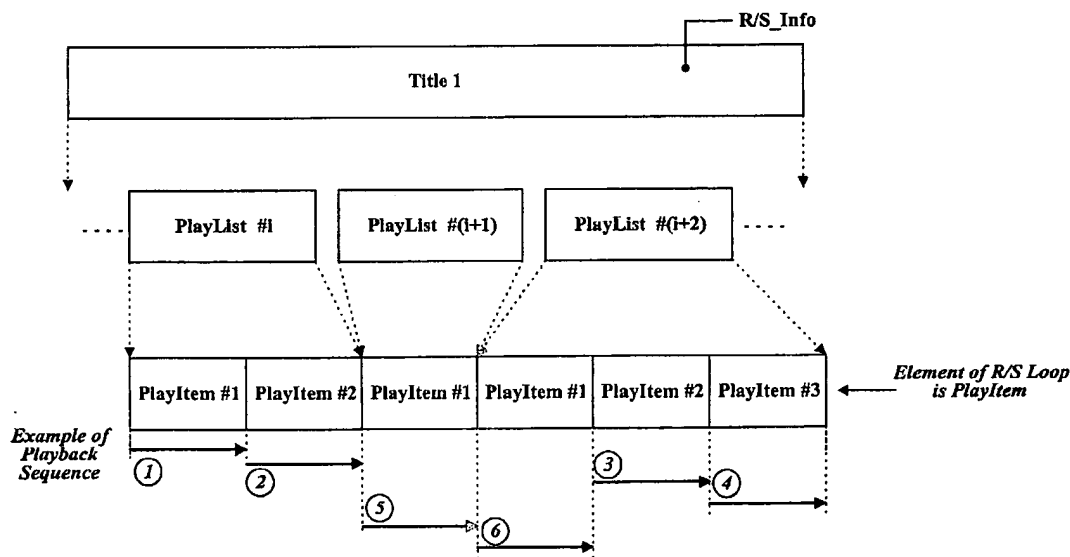 R/S_Info
Title 1
PlayList #i
PlayList #(i+1)
PlayList #(i+2)
PlayItem #1
PlayItem #2
PlayItem #1
PlayItem #1
PlayItem #2
PlayItem #3
Element of R/S Loop
is PlayItem
Example of
Playback
Sequence
1
2
3
4
5
6